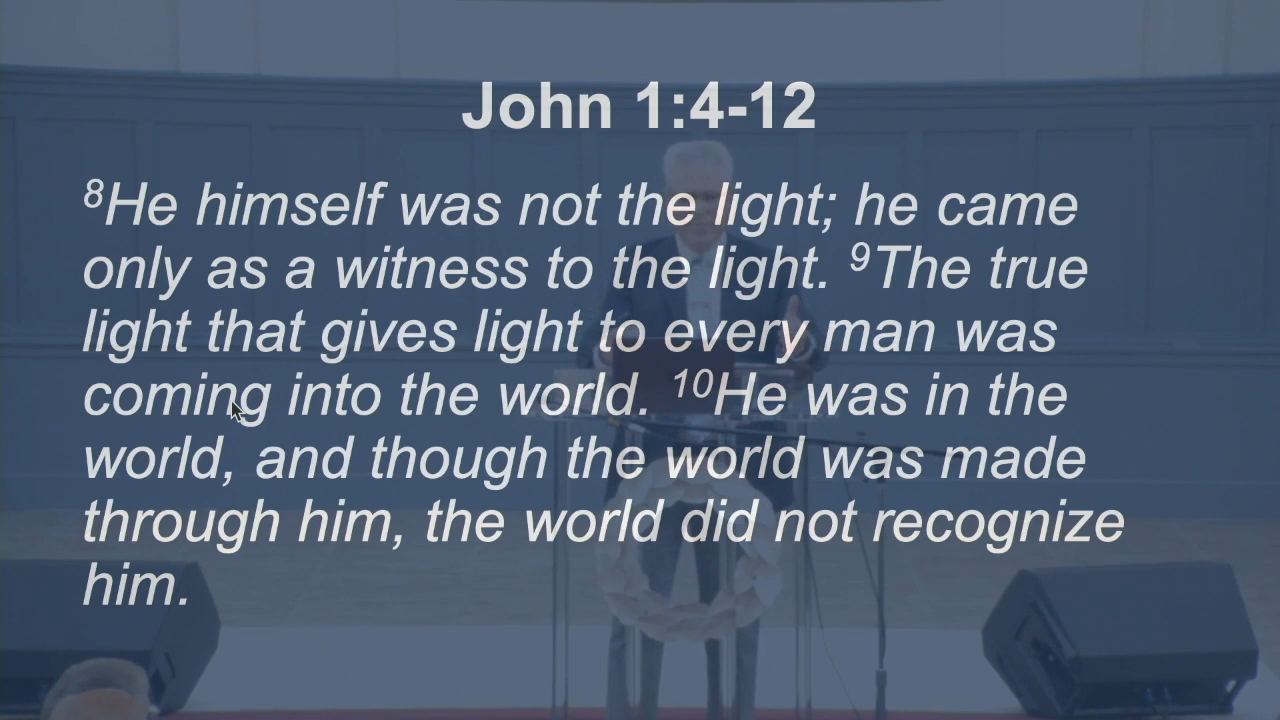 John 1:4-12
⁸He himself was not the light; he came
only as a witness to the light. ⁹The true
light that gives light to every man was
coming into the world. ¹⁰He was in the
world, and though the world was made
through him, the world did not recognize
him.